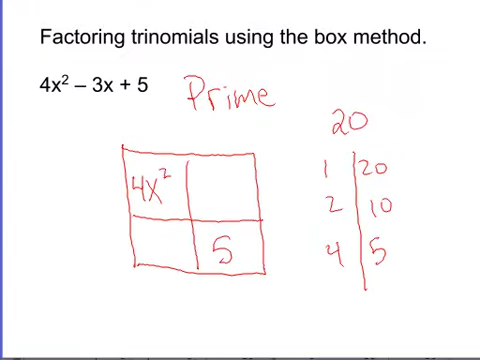 Factoring trinomials using the box method.
4x² – 3x + 5 Prime
20
1 20
4x²
2 10
5
4 5